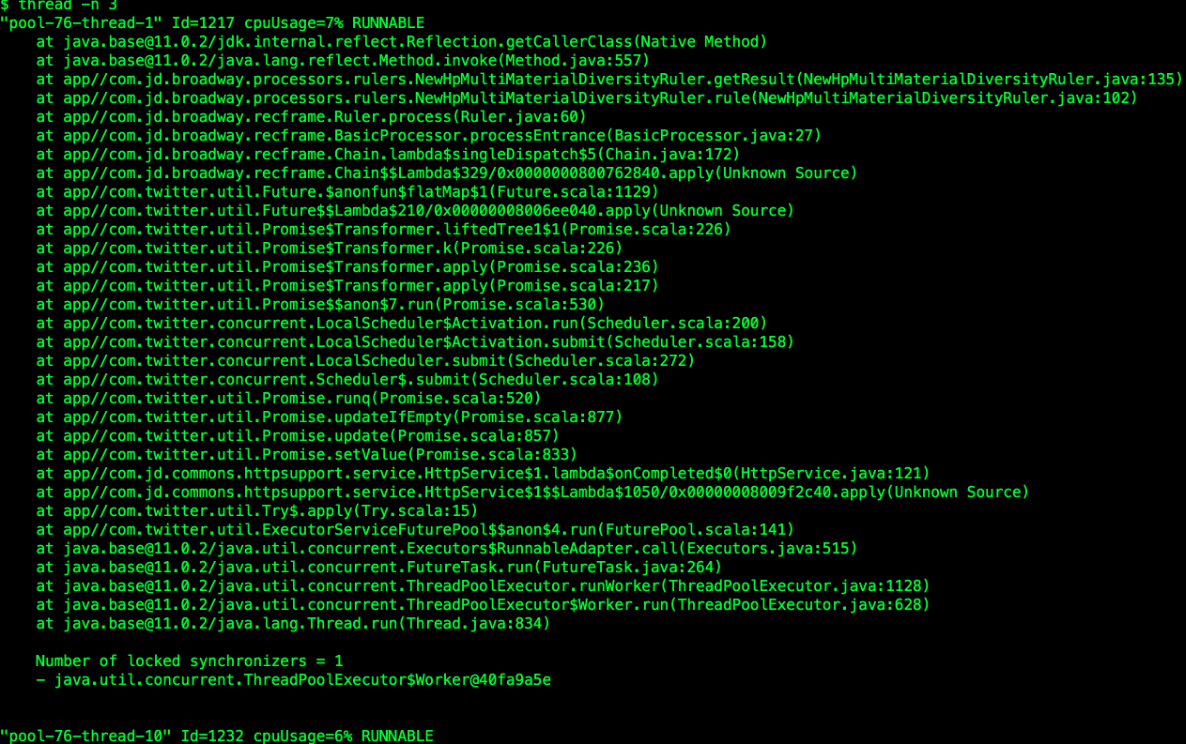 $ thread -n 3
"pool-76-thread-1" Id=1217 cpuUsage=7% RUNNABLE
at java.base@11.0.2/jdk.internal.reflect.Reflection.getCallerClass(Native Method)
at java.base@11.0.2/java.lang.reflect.Method.invoke(Method.java:557)
at app//com.jd.broadway.processors.rulers.NewHpMultiMaterialDiversityRuler.getResult(NewHpMultiMaterialDiversityRuler.java:135)
at app//com.jd.broadway.processors.rulers.NewHpMultiMaterialDiversityRuler.rule(NewHpMultiMaterialDiversityRuler.java:102)
at app//com.jd.broadway.recframe.Ruler.process(Ruler.java:60)
at app//com.jd.broadway.recframe.BasicProcessor.processEntrance(BasicProcessor.java:27)
at app//com.jd.broadway.recframe.Chain.lambda$singleDispatch$5(Chain.java:172)
at app//com.jd.broadway.recframe.Chain$$Lambda$329/0x0000000800762840.apply(Unknown Source)
at app//com.twitter.util.Future.$anonfun$flatMap$1(Future.scala:1129)
at app//com.twitter.util.Future$$Lambda$210/0x00000008006ee040.apply(Unknown Source)
at app//com.twitter.util.Promise$Transformer.liftedTree1$1(Promise.scala:226)
at app//com.twitter.util.Promise$Transformer.k(Promise.scala:226)
at app//com.twitter.util.Promise$Transformer.apply(Promise.scala:236)
at app//com.twitter.util.Promise$Transformer.apply(Promise.scala:217)
at app//com.twitter.util.Promise$$anon$7.run(Promise.scala:530)
at app//com.twitter.concurrent.LocalScheduler$Activation.run(Scheduler.scala:200)
at app//com.twitter.concurrent.LocalScheduler$Activation.submit(Scheduler.scala:158)
at app//com.twitter.concurrent.LocalScheduler.submit(Scheduler.scala:272)
at app//com.twitter.concurrent.Scheduler$.submit(Scheduler.scala:108)
at app//com.twitter.util.Promise.runq(Promise.scala:520)
at app//com.twitter.util.Promise.updateIfEmpty(Promise.scala:877)
at app//com.twitter.util.Promise.update(Promise.scala:857)
at app//com.twitter.util.Promise.setValue(Promise.scala:833)
at app//com.jd.commons.httpsupport.service.HttpService$1.lambda$onCompleted$0(HttpService.java:121)
at app//com.jd.commons.httpsupport.service.HttpService$1$$Lambda$1050/0x00000008009f2c40.apply(Unknown Source)
at app//com.twitter.util.Try$.apply(Try.scala:15)
at app//com.twitter.util.ExecutorServiceFuturePool$$anon$4.run(FuturePool.scala:141)
at java.base@11.0.2/java.util.concurrent.Executors$RunnableAdapter.call(Executors.java:515)
at java.base@11.0.2/java.util.concurrent.FutureTask.run(FutureTask.java:264)
at java.base@11.0.2/java.util.concurrent.ThreadPoolExecutor.runWorker(ThreadPoolExecutor.java:1128)
at java.base@11.0.2/java.util.concurrent.ThreadPoolExecutor$Worker.run(ThreadPoolExecutor.java:628)
at java.base@11.0.2/java.lang.Thread.run(Thread.java:834)
Number of locked synchronizers = 1
- java.util.concurrent.ThreadPoolExecutor$Worker@40fa9a5e
"pool-76-thread-10" Id=1232 cpuUsage=6% RUNNABLE